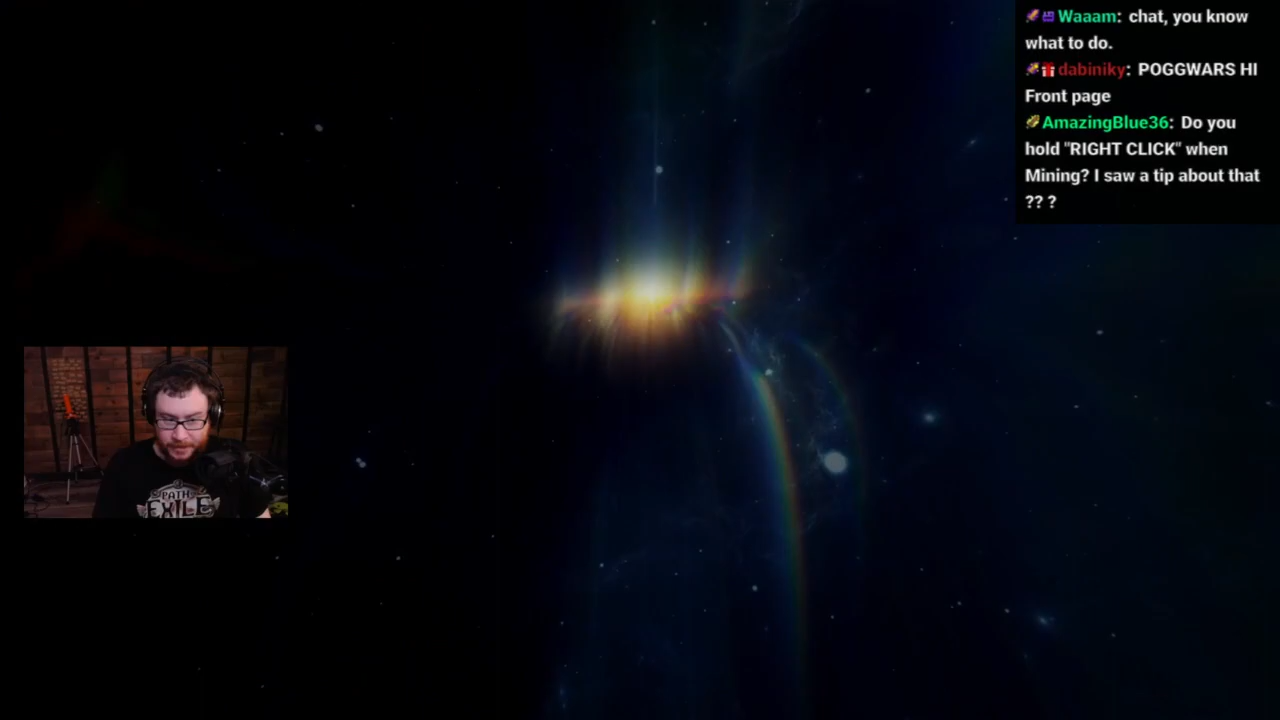 Waaam: chat, you know
what to do.
dabiniky: POGGWARS HI
Front page
AmazingBlue36: Do you
hold "RIGHT CLICK" when
Mining? I saw a tip about that
?? ?
PATH
EXILE